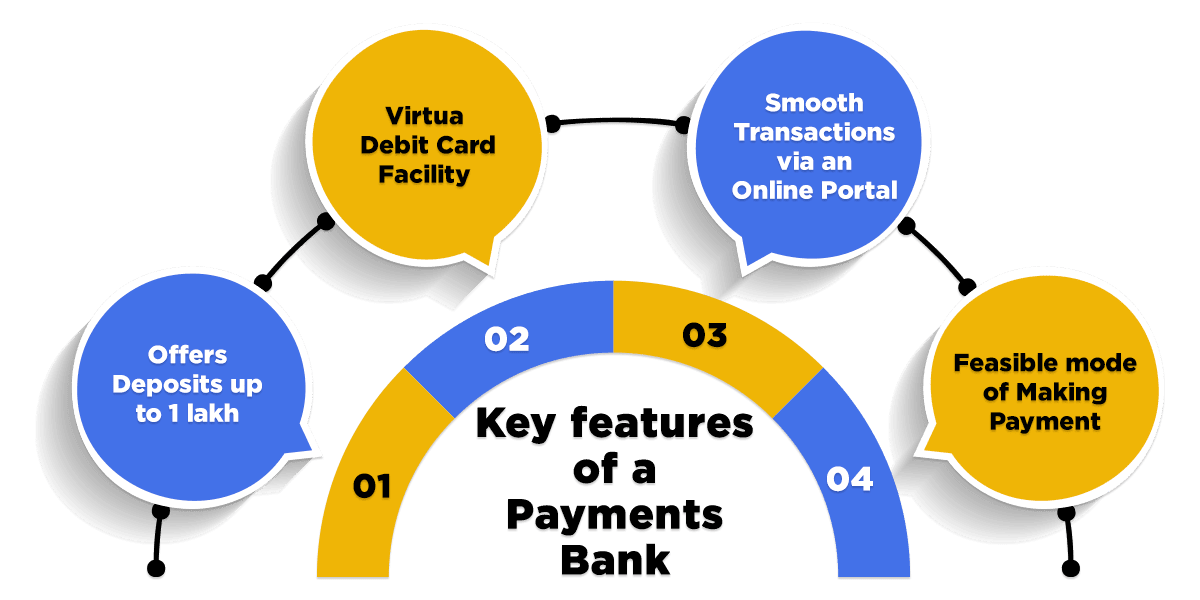 Offers
Deposits up
to 1 lakh
Virtua
Debit Card
Facility
Smooth
Transactions
via an
Online Portal
Feasible mode
of Making
Payment
01
02
03
04
Key features
of a
Payments
Bank